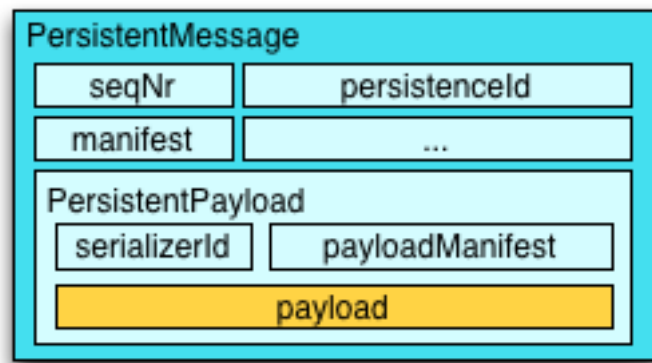 PersistentMessage
seqNr persistenceId
manifest ...
PersistentPayload
serializerId payloadManifest
payload